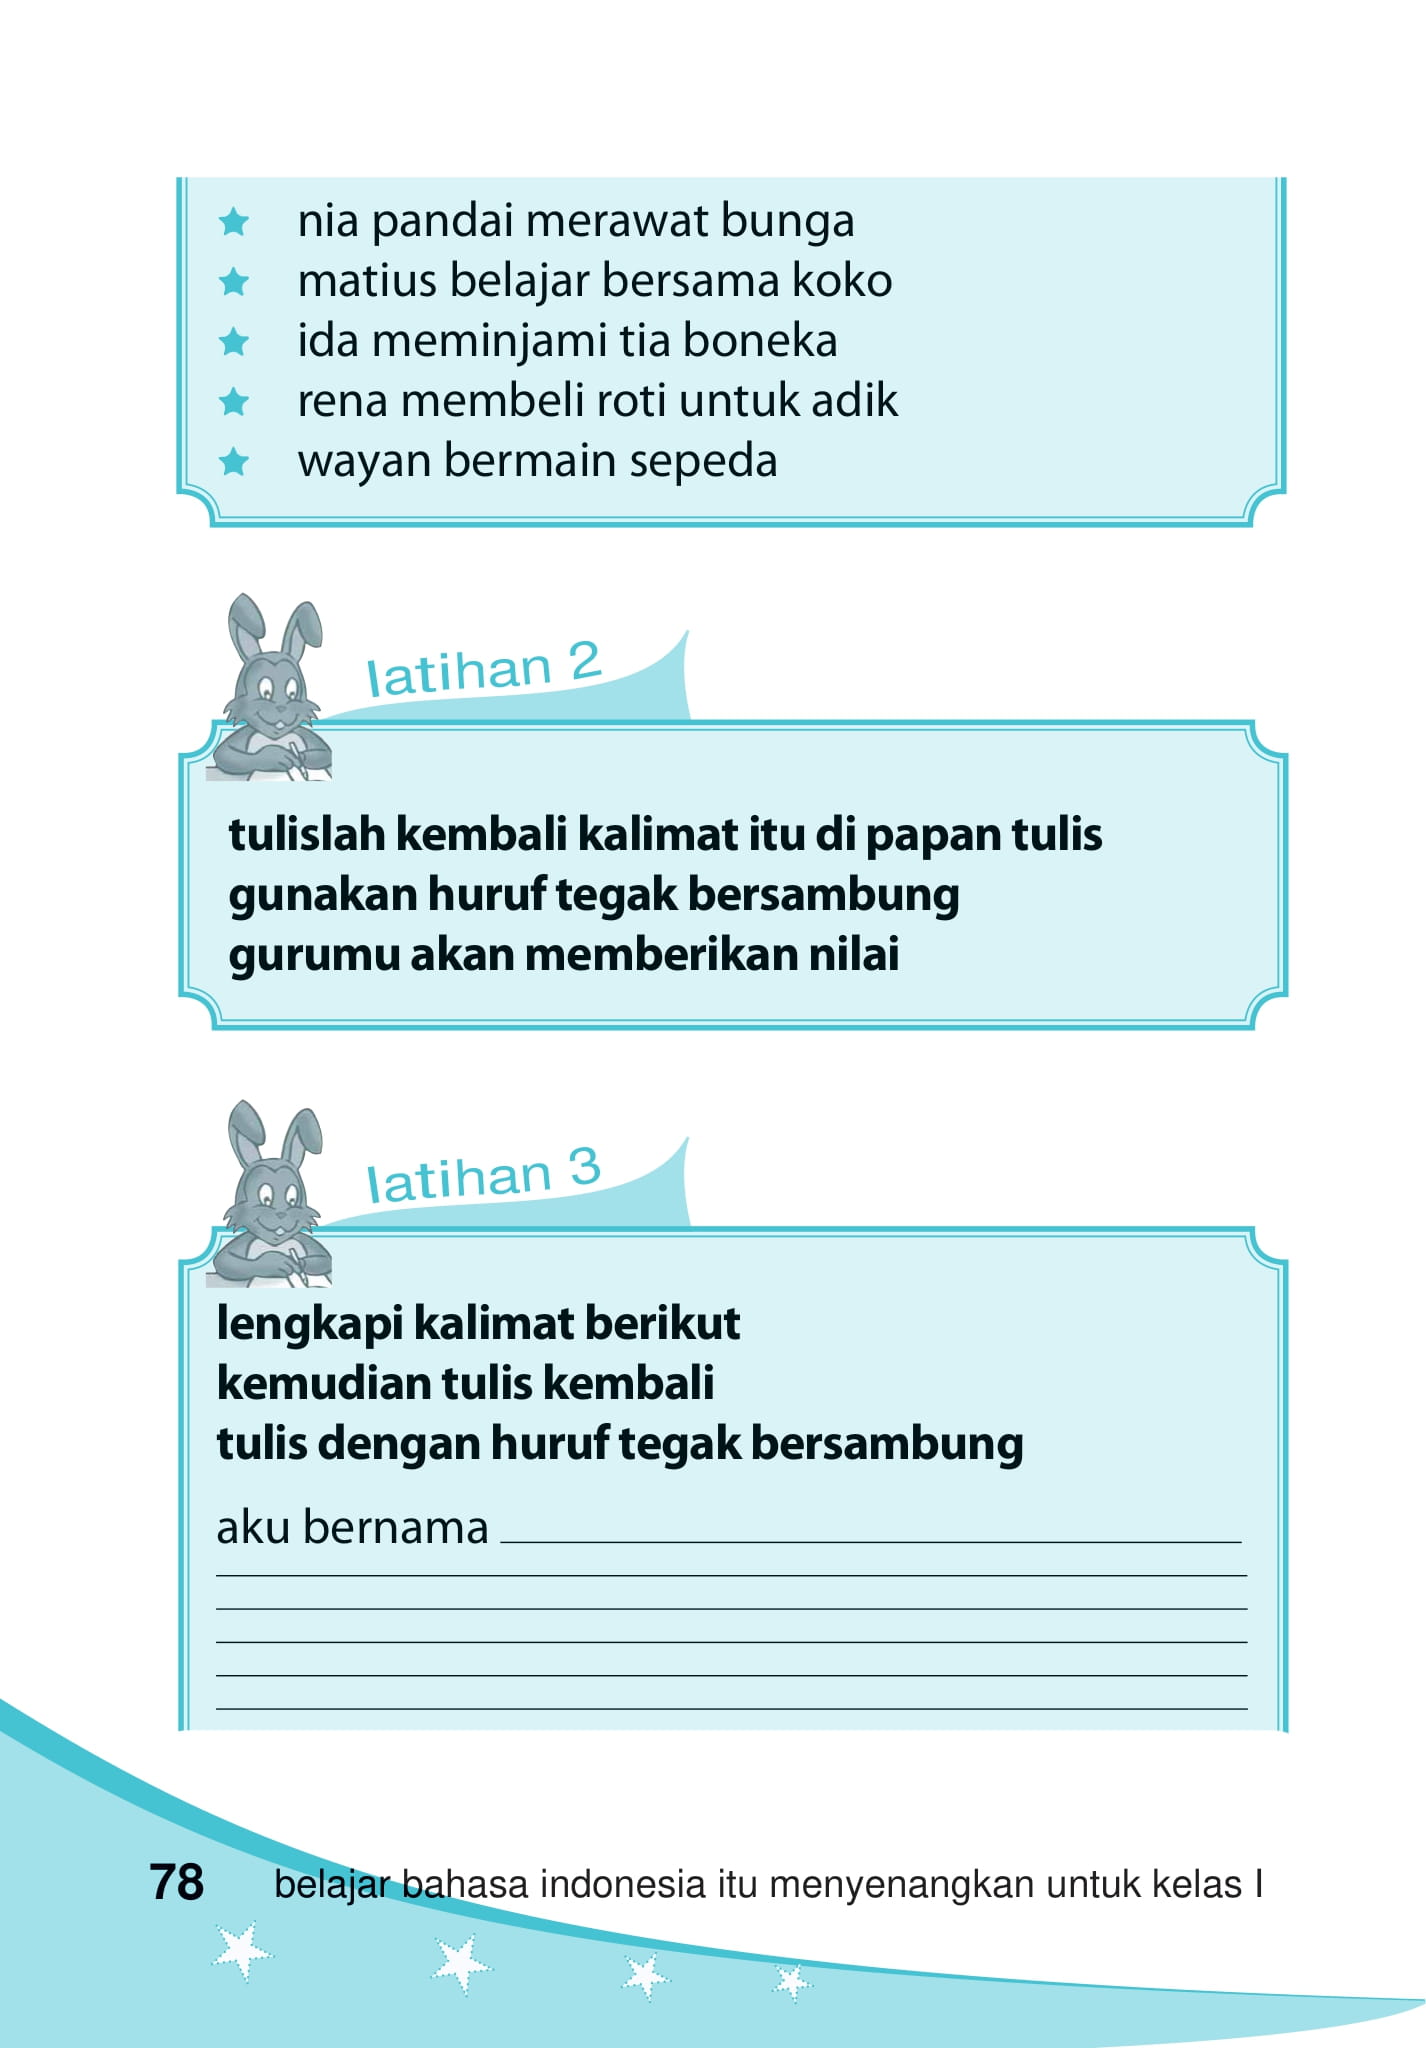 nia pandai merawat bunga
matius belajar bersama koko
ida meminjami tia boneka
rena membeli roti untuk adik
wayan bermain sepeda
latihan 2
tulislah kembali kalimat itu di papan tulis
gunakan huruf tegak bersambung
gurumu akan memberikan nilai
latihan 3
lengkapi kalimat berikut
kemudian tulis kembali
tulis dengan huruf tegak bersambung
aku bernama
78 belajar bahasa indonesia itu menyenangkan untuk kelas I